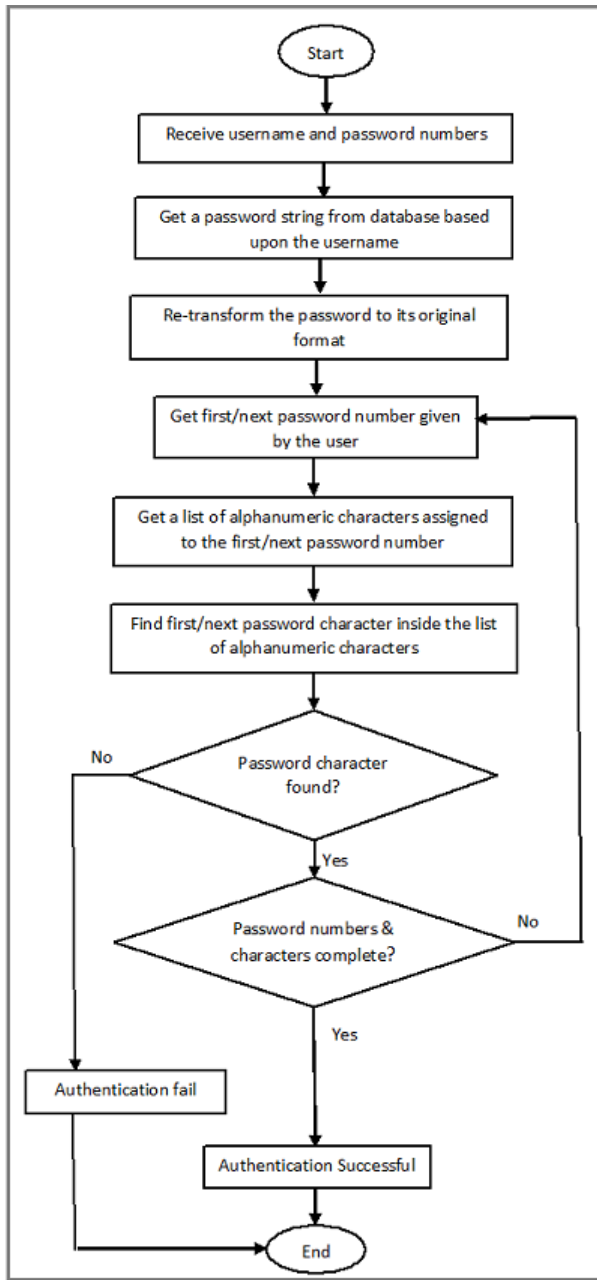 Start
Receive username and password numbers
Get a password string from database based
upon the username
Re-transform the password to its original
format
Get first/next password number given
by the user
Get a list of alphanumeric characters assigned
to the first/next password number
Find first/next password character inside the list
of alphanumeric characters
No
Password character
found?
Yes
Password numbers &
characters complete?
No
Yes
Authentication fail
Authentication Successful
End